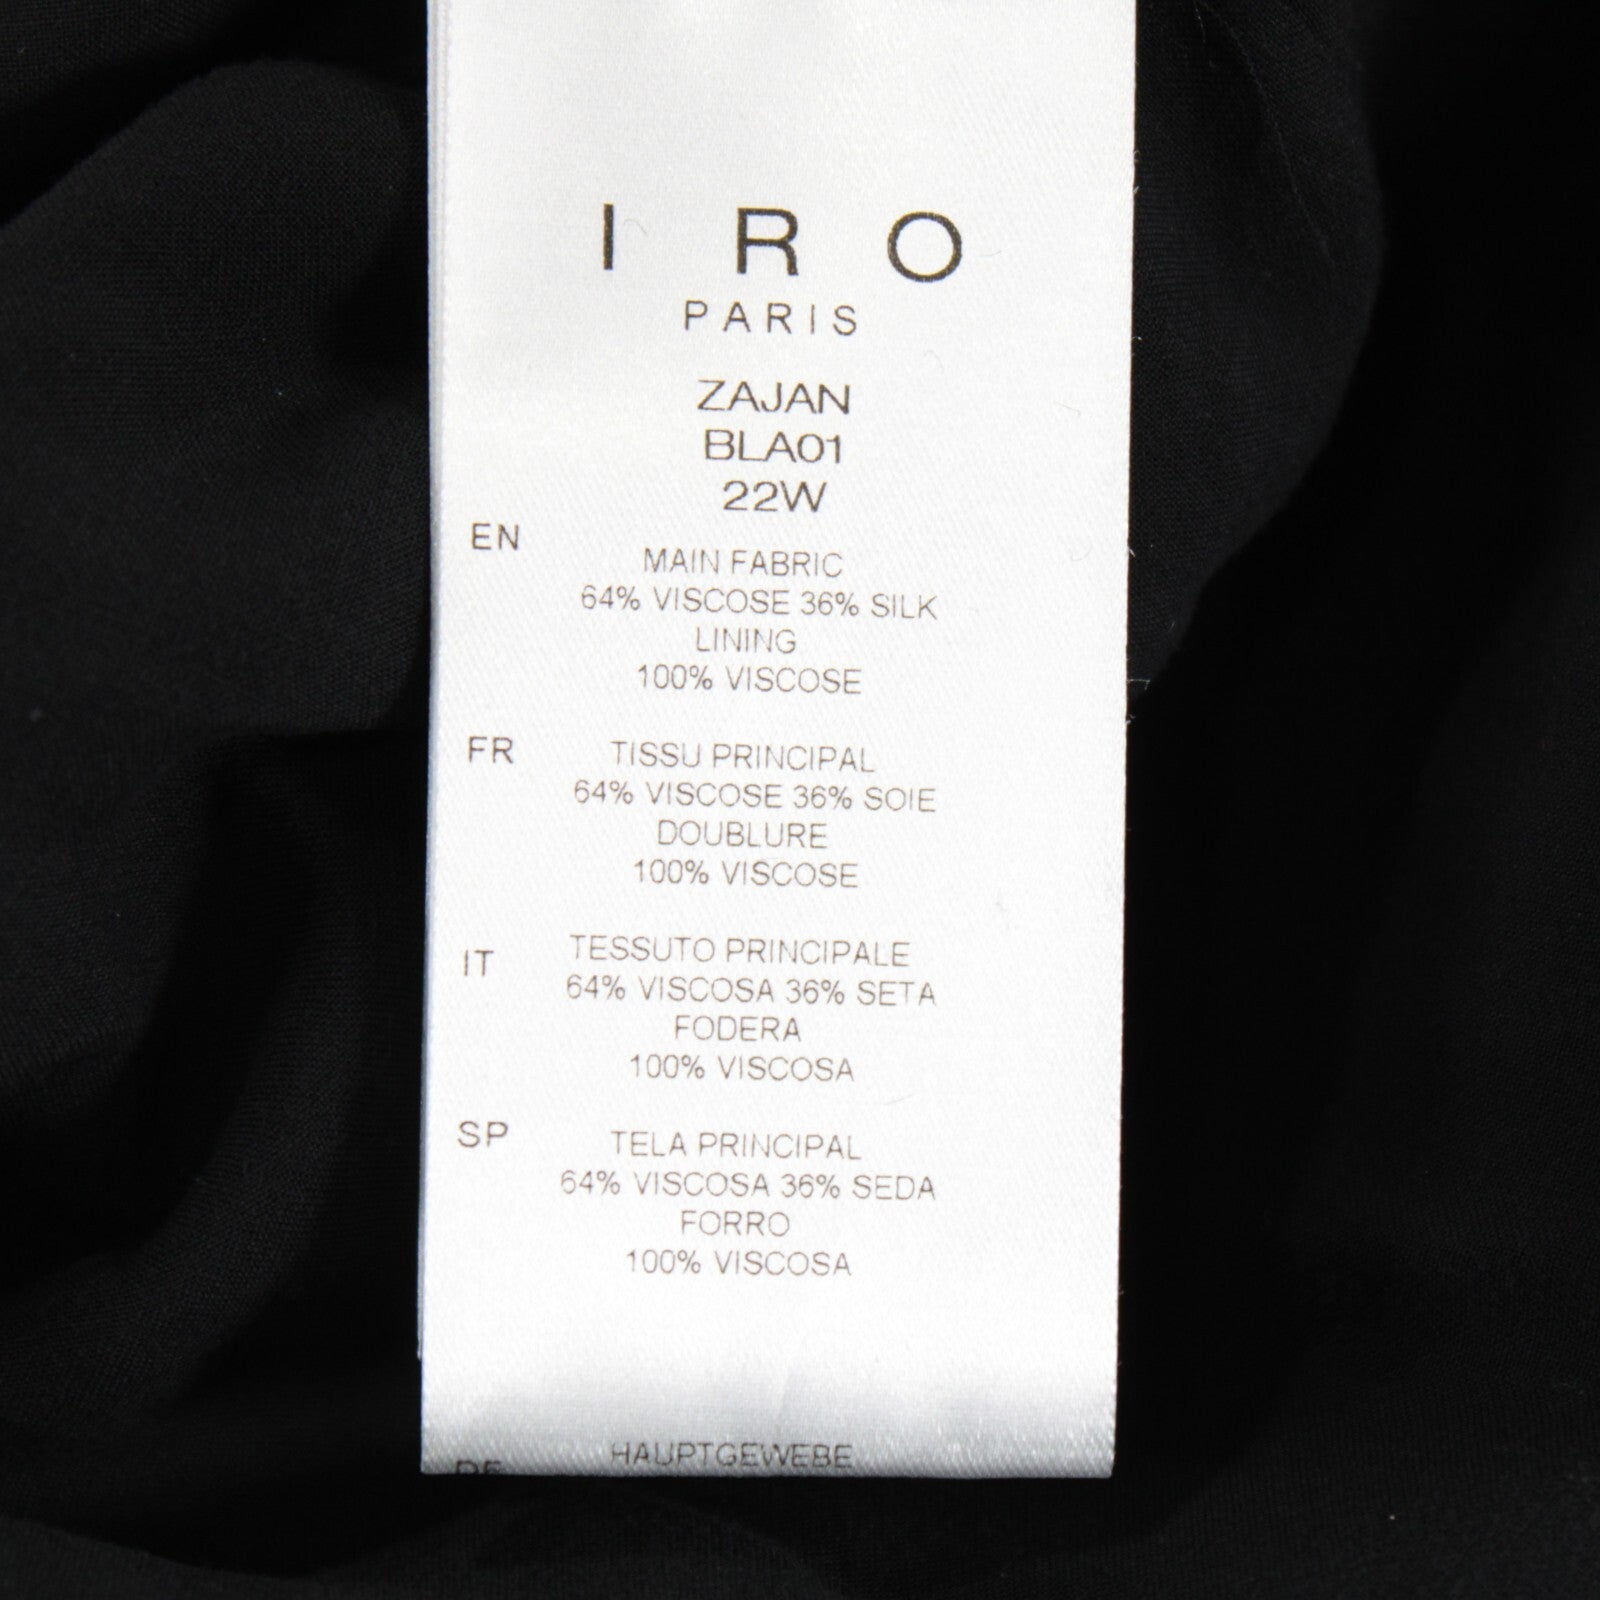 IRO
PARIS
ZAJAN
BLA01
22W
EN
MAIN FABRIC
64% VISCOSE 36% SILK
LINING
100% VISCOSE
FR
TISSU PRINCIPAL
64% VISCOSE 36% SOIE
DOUBLURE
100% VISCOSE
IT
TESSUTO PRINCIPALE
64% VISCOSA 36% SETA
FODERA
100% VISCOSA
SP
TELA PRINCIPAL
64% VISCOSA 36% SEDA
FORRO
100% VISCOSA
HAUPTGEWEBE